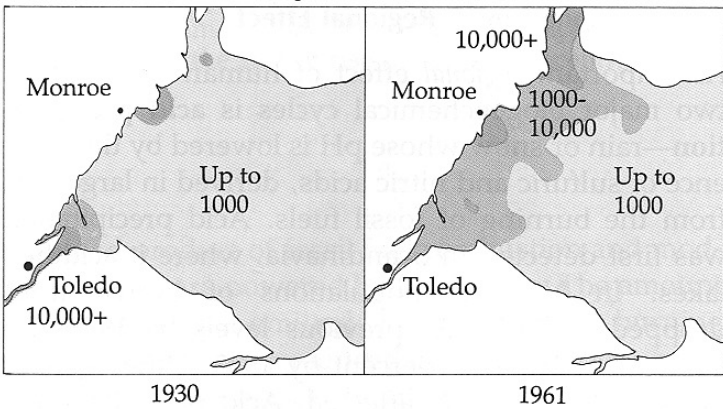 Monroe
Up to
1000
Toledo
10,000+
1930
10,000+
Monroe
1000-
10,000
Up to
1000
Toledo
1961